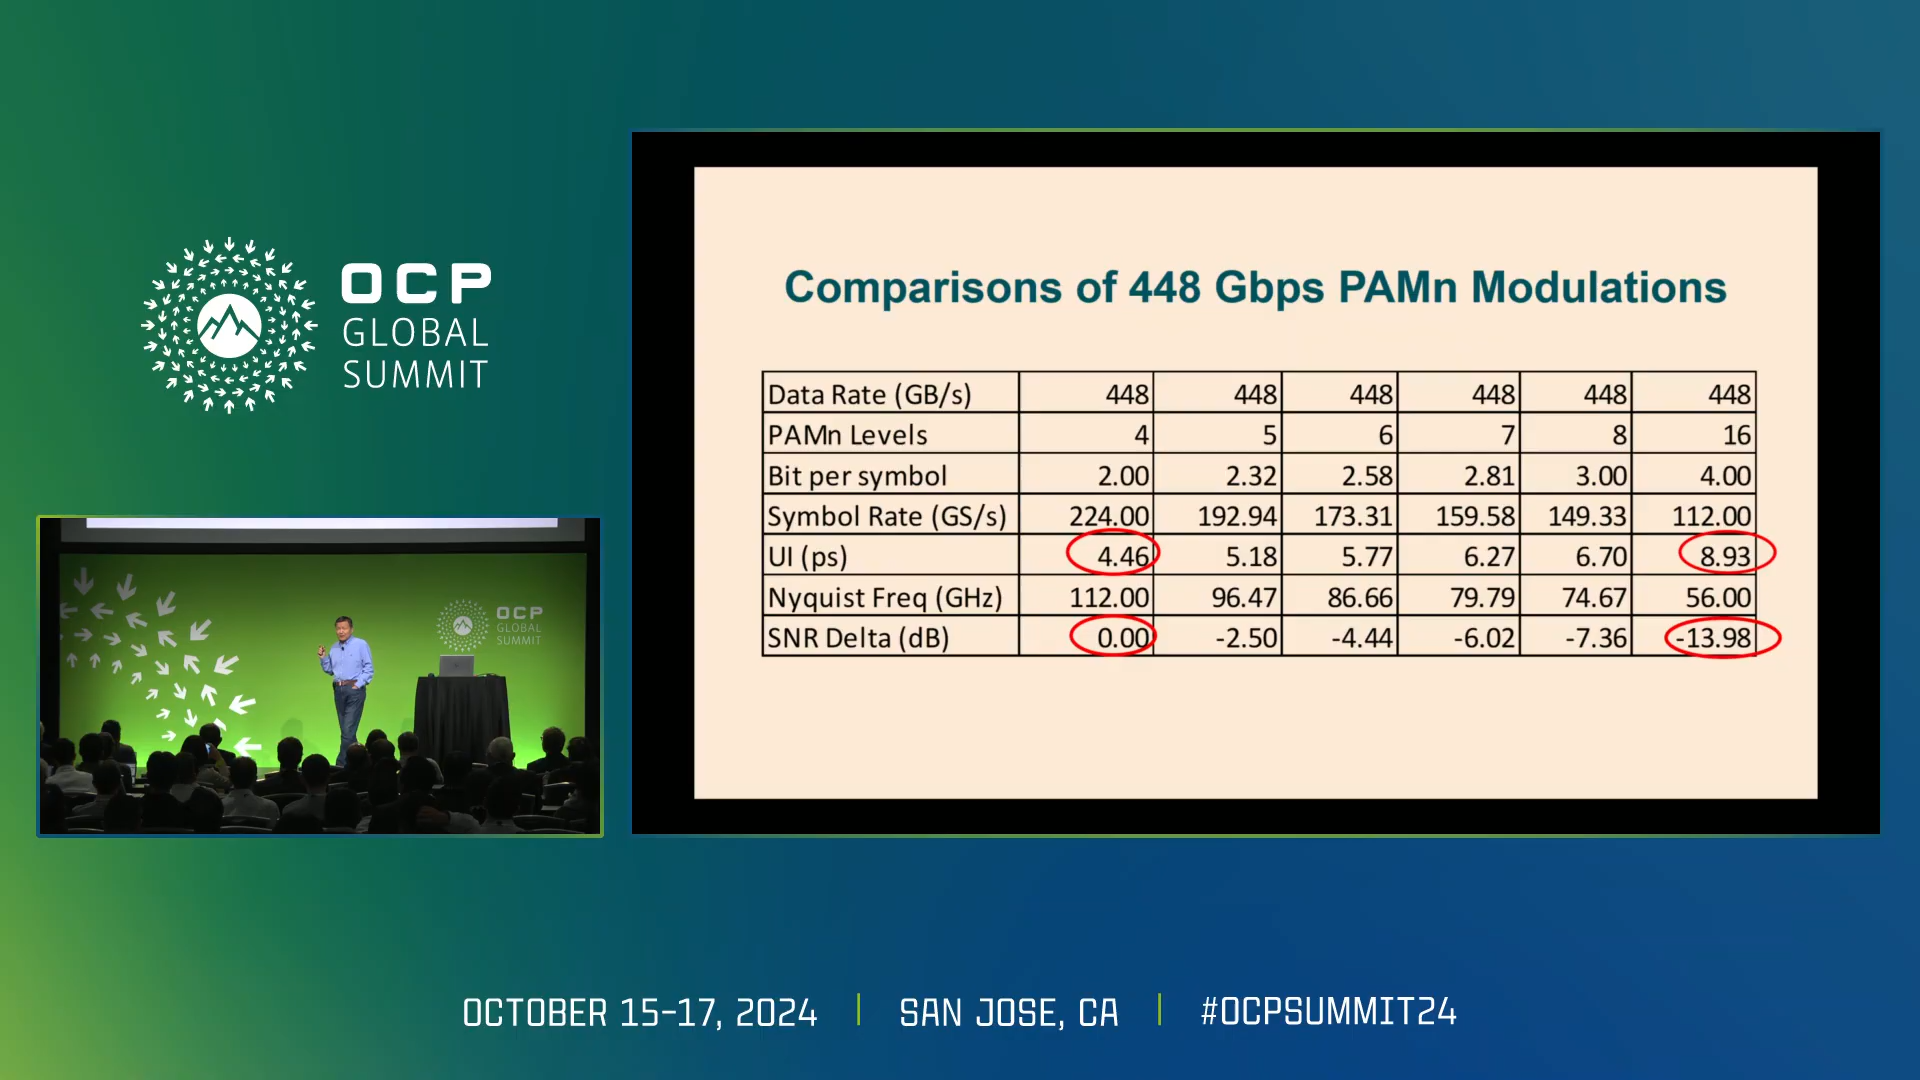 OCP
GLOBAL
SUMMIT
Comparisons of 448 Gbps PAMn Modulations
Data Rate (GB/s) 448 448 448 448 448 448
PAMn Levels 4 5 6 7 8 16
Bit per symbol 2.00 2.32 2.58 2.81 3.00 4.00
Symbol Rate (GS/s) 224.00 192.94 173.31 159.58 149.33 112.00
UI (ps) 4.46 5.18 5.77 6.27 6.70 8.93
Nyquist Freq (GHz) 112.00 96.47 86.66 79.79 74.67 56.00
SNR Delta (dB) 0.00 -2.50 -4.44 -6.02 -7.36 -13.98
OCP
GLOBAL
SUMMIT
OCTOBER 15-17, 2024 | SAN JOSE, CA | #OCPSUMMIT24